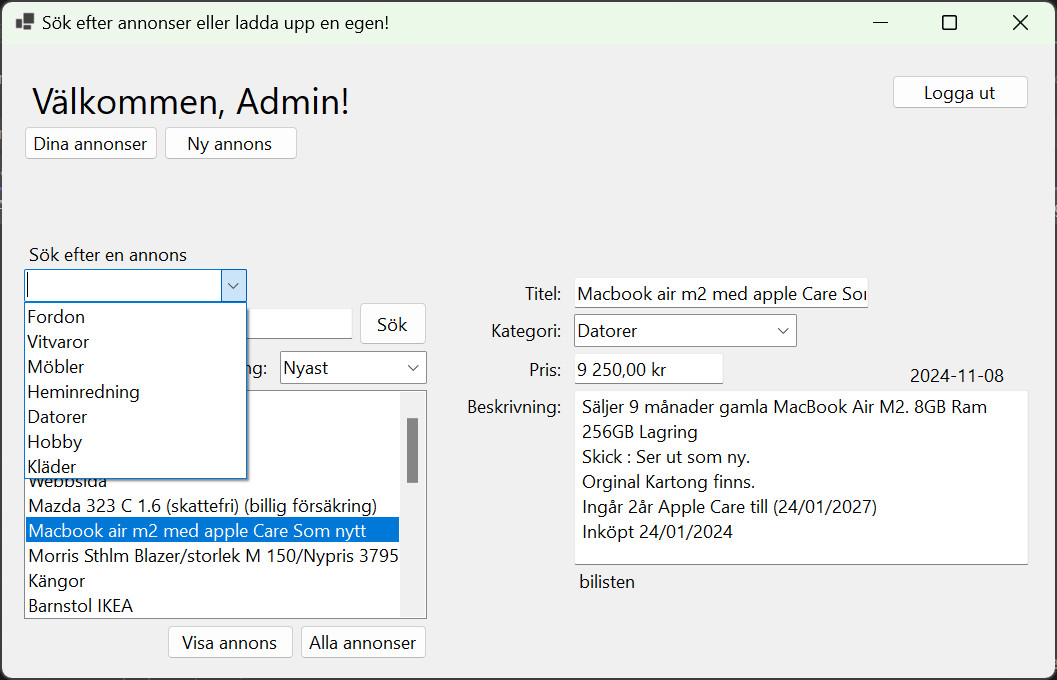 Sök efter annonser eller ladda upp en egen!
Välkommen, Admin!
Logga ut
Dina annonser
Ny annons
Sök efter en annons
Fordon
Vitvaror
Möbler
Heminredning
Datorer
Hobby
Kläder
Sök
Nyast
Webbsida
Mazda 323 C 1.6 (skattefri) (billig försäkring)
Macbook air m2 med apple Care Som nytt
Morris Sthlm Blazer/storlek M 150/Nypris 3795
Kängor
Barnstol IKEA
Visa annons
Alla annonser
Titel: Macbook air m2 med apple Care Soi
Kategori: Datorer
Pris: 9 250,00 kr
2024-11-08
Beskrivning: Säljer 9 månader gamla MacBook Air M2. 8GB Ram
256GB Lagring
Skick : Ser ut som ny.
Orginal Kartong finns.
Ingår 2år Apple Care till (24/01/2027)
Inköpt 24/01/2024
bilisten